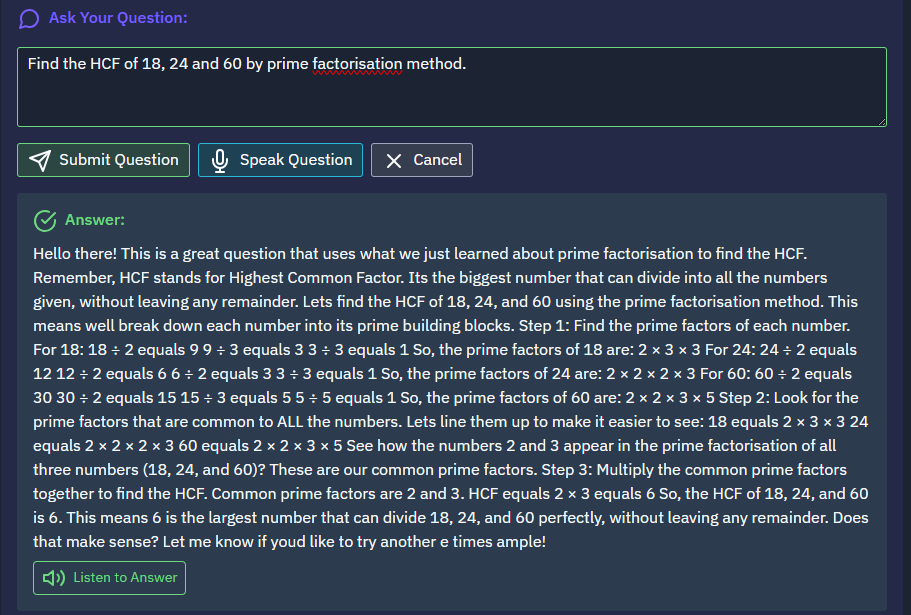 Ask Your Question:
Find the HCF of 18, 24 and 60 by prime factorisation method.
Submit Question
Speak Question
Cancel
Answer:
Hello there! This is a great question that uses what we just learned about prime factorisation to find the HCF.
Remember, HCF stands for Highest Common Factor. Its the biggest number that can divide into all the numbers
given, without leaving any remainder. Lets find the HCF of 18, 24, and 60 using the prime factorisation method. This
means well break down each number into its prime building blocks. Step 1: Find the prime factors of each number.
For 18: 18 ÷ 2 equals 9 9 ÷ 3 equals 3 3 ÷ 3 equals 1 So, the prime factors of 18 are: 2 × 3 × 3 For 24: 24 ÷ 2 equals
12 12 ÷ 2 equals 6 6 ÷ 2 equals 3 3 ÷ 3 equals 1 So, the prime factors of 24 are: 2 × 2 × 2 × 3 For 60: 60 ÷ 2 equals
30 30 ÷ 2 equals 15 15 ÷ 3 equals 5 5 ÷ 5 equals 1 So, the prime factors of 60 are: 2 × 2 × 3 × 5 Step 2: Look for the
prime factors that are common to ALL the numbers. Lets line them up to make it easier to see: 18 equals 2 × 3 × 3 24
equals 2 × 2 × 2 × 3 60 equals 2 × 2 × 3 × 5 See how the numbers 2 and 3 appear in the prime factorisation of all
three numbers (18, 24, and 60)? These are our common prime factors. Step 3: Multiply the common prime factors
together to find the HCF. Common prime factors are 2 and 3. HCF equals 2 × 3 equals 6 So, the HCF of 18, 24, and 60
is 6. This means 6 is the largest number that can divide 18, 24, and 60 perfectly, without leaving any remainder. Does
that make sense? Let me know if youd like to try another e times ample!
Listen to Answer